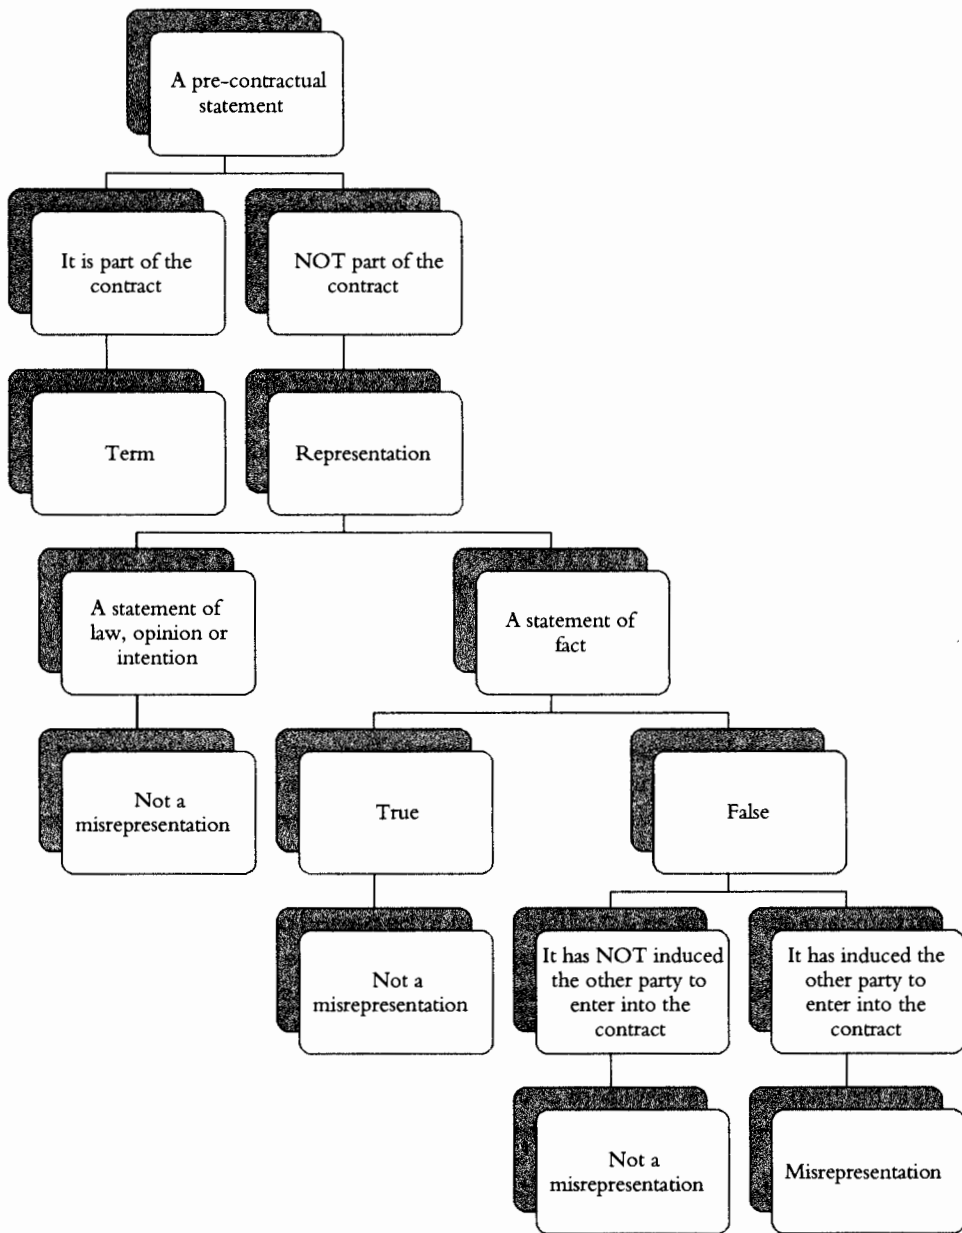 A pre-contractual
statement
It is part of the
contract
NOT part of the
contract
Term
Representation
A statement of
law, opinion or
intention
A statement of
fact
Not a
misrepresentation
True
False
Not a
misrepresentation
It has NOT induced
the other party to
enter into the
contract
It has induced the
other party to
enter into the
contract
Not a
misrepresentation
Misrepresentation